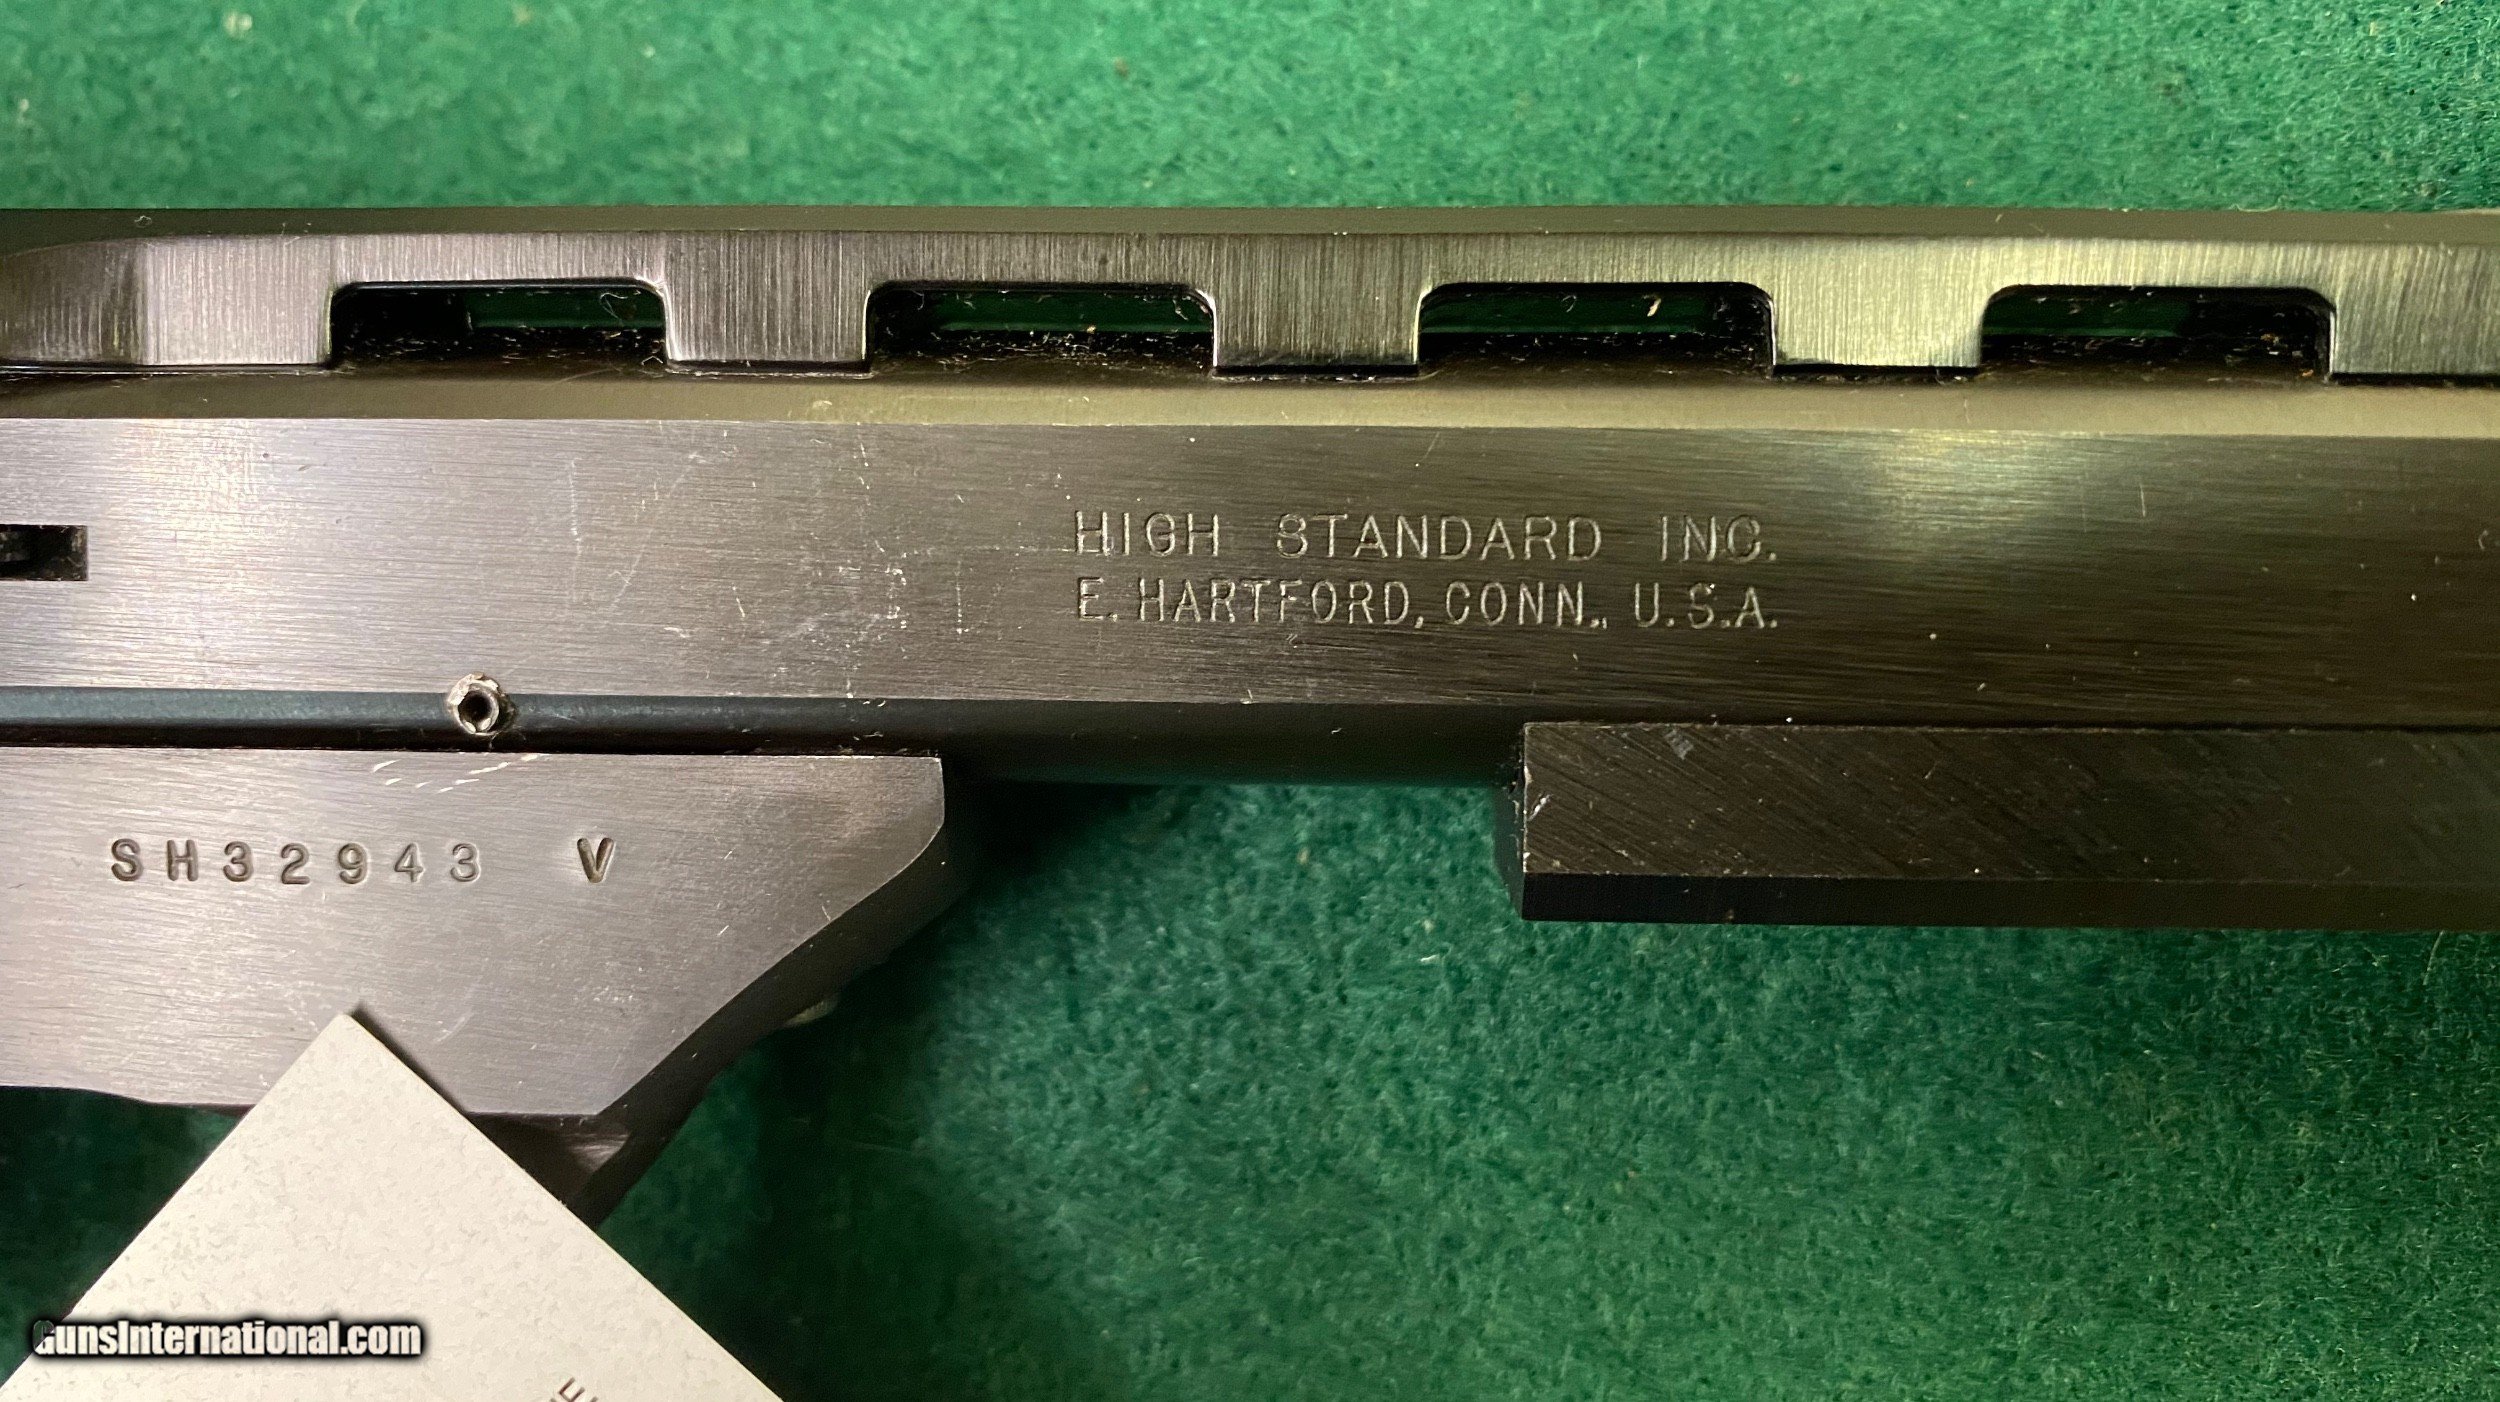 HIGH STANDARD INC.
E. HARTFORD, CONN., U.S.A.
SH32943 V
GunsInternational.com